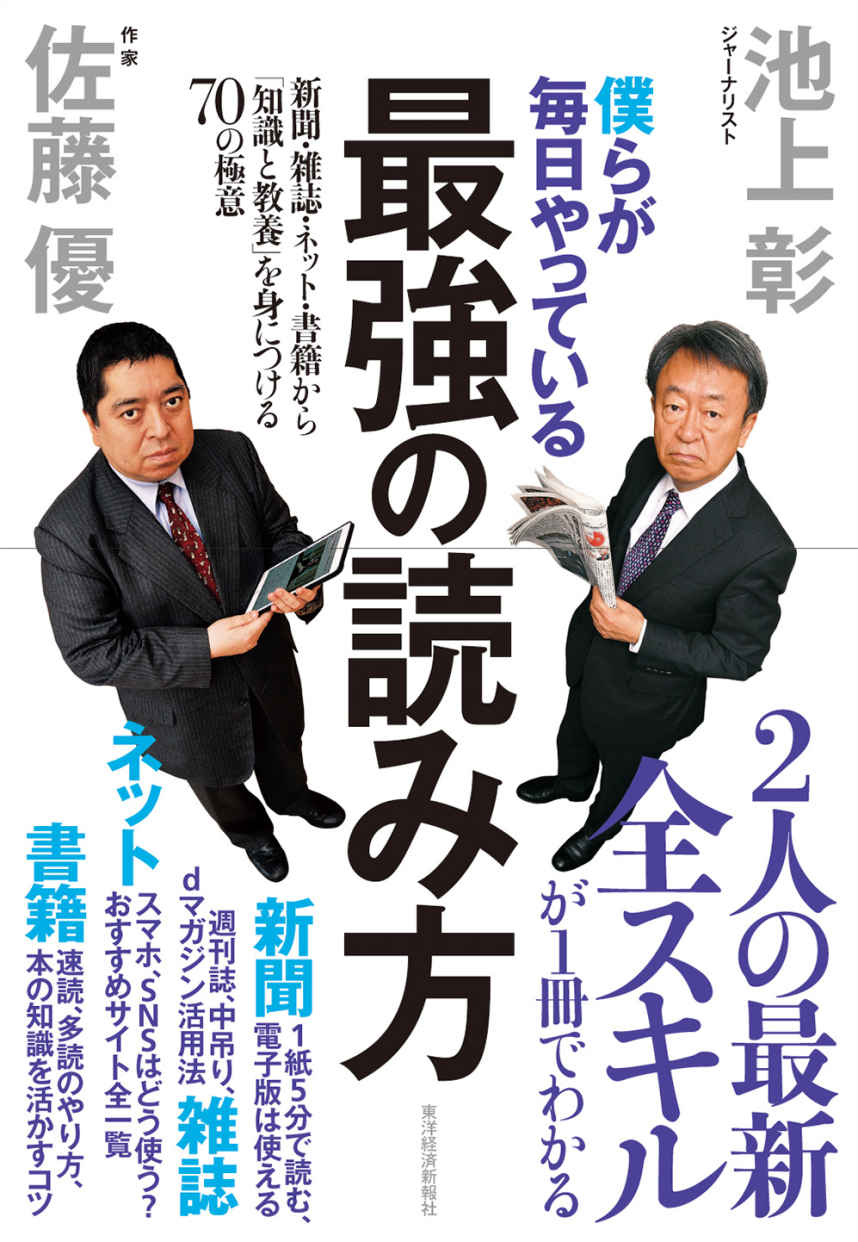 池上 彰
ジャーナリスト
僕らが
毎日やっている
最強の読み方
新聞・雑誌・ネット・書籍から
「知識と教養」を身につける
70の極意
作家
佐藤 優
2人の最新
全スキル
が1冊でわかる
新聞
1紙5分で読む、
電子版は使える
雑誌
週刊誌、中吊り、
dマガジン活用法
ネット
スマホ、SNSはどう使う?
おすすめサイト全一覧
書籍
速読、多読のやり方、
本の知識を活かすコツ
東洋経済新報社